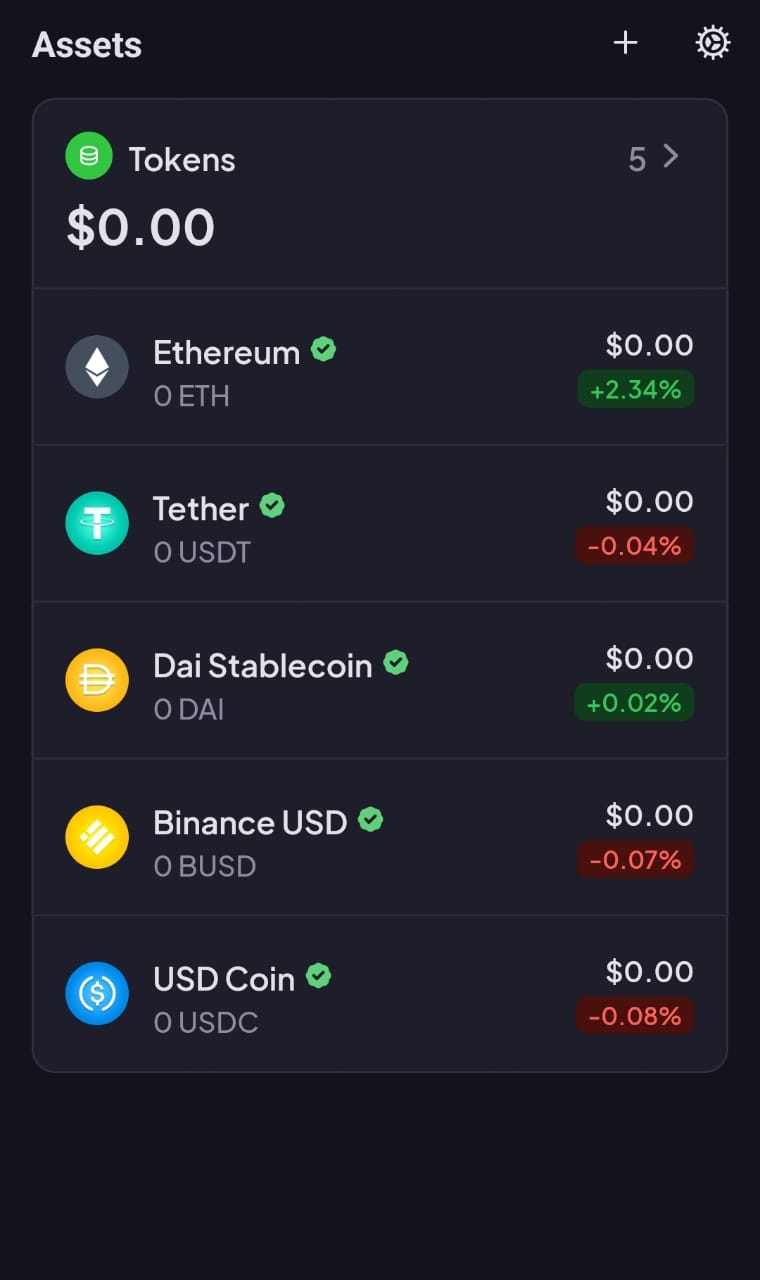 Assets
Tokens 5
$0.00
Ethereum $0.00
0 ETH +2.34%
Tether $0.00
0 USDT -0.04%
Dai Stablecoin $0.00
0 DAI +0.02%
Binance USD $0.00
0 BUSD -0.07%
USD Coin $0.00
0 USDC -0.08%